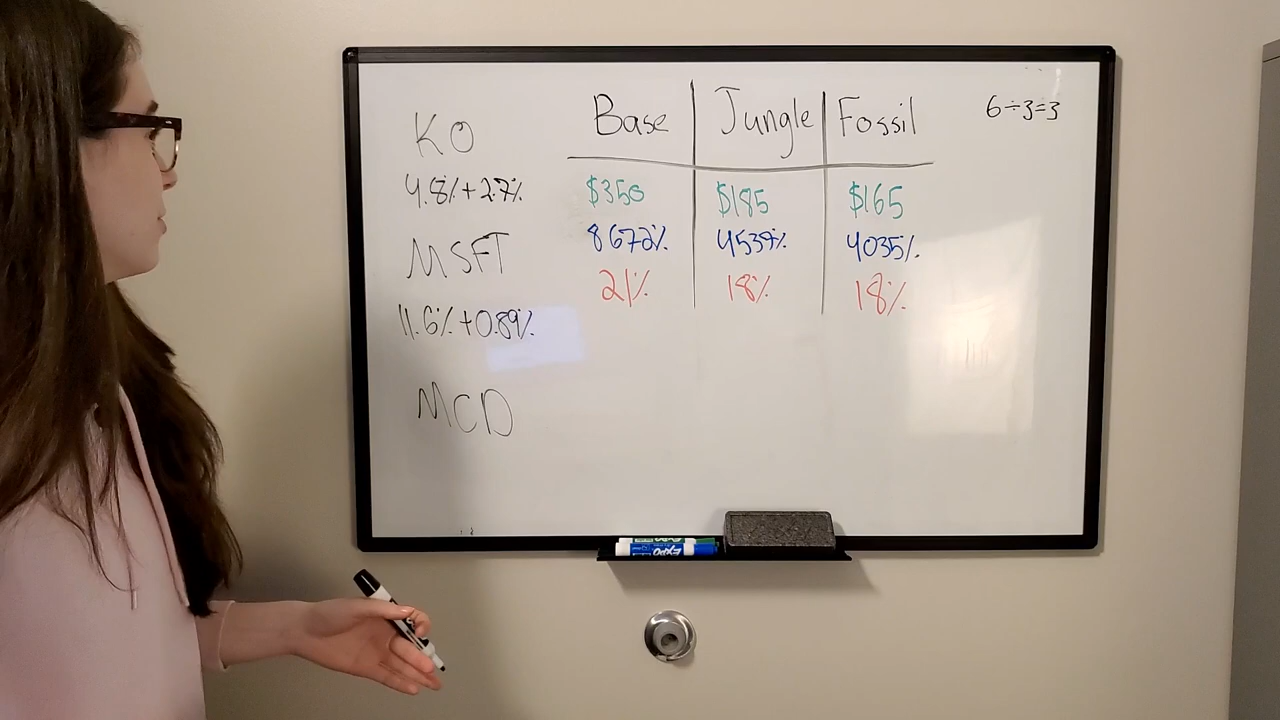 KO
4.8%+2.7%
MSFT
11.6%+0.89%
MCD
Base Jungle Fossil
$350 $185 $165
8672% 4539% 4035%
21% 18% 18%
6÷3=3
EXPO